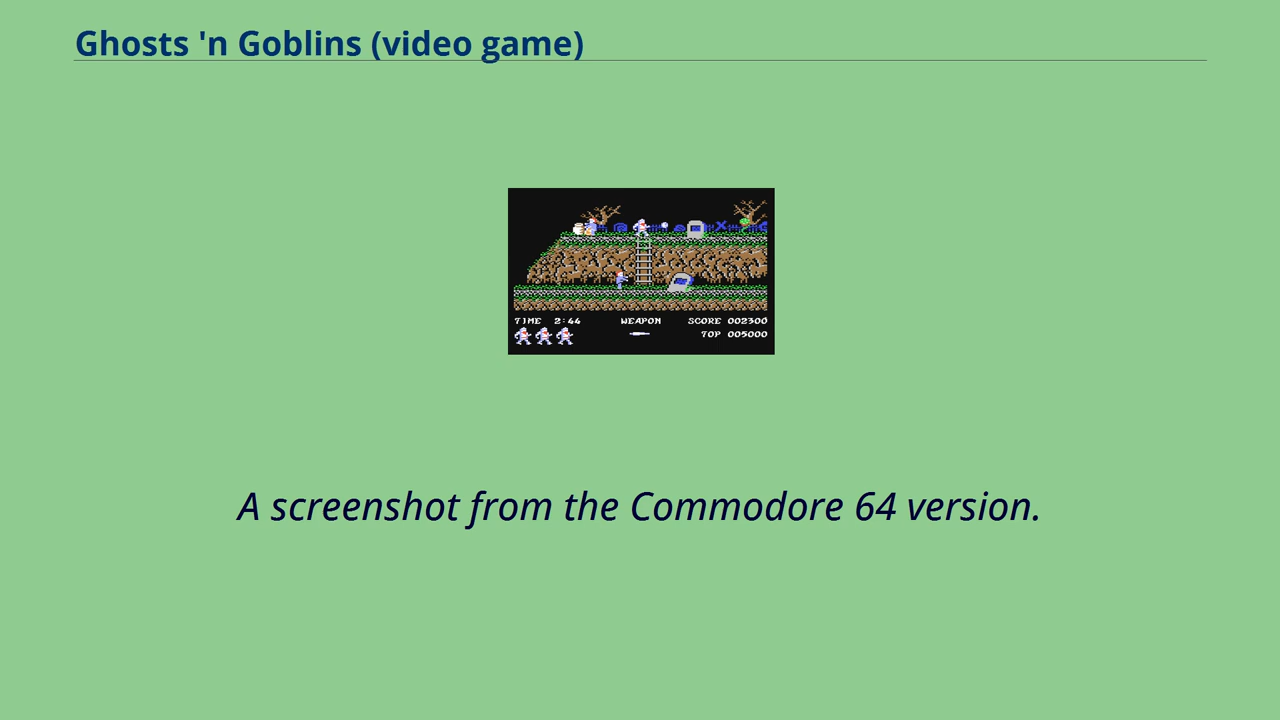 Ghosts 'n Goblins (video game)
TIME 2:44 WEAPON SCORE 002300
TOP 005000
A screenshot from the Commodore 64 version.